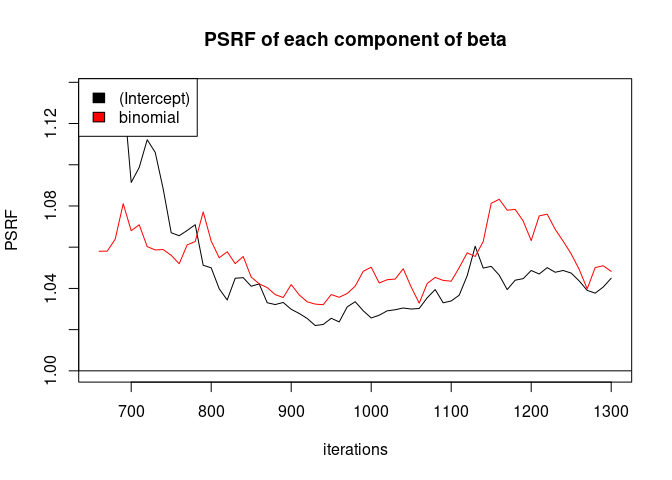 PSRF of each component of beta
(Intercept)
binomial
PSRF
1.12
1.08
1.04
1.00
700 800 900 1000 1100 1200 1300
iterations